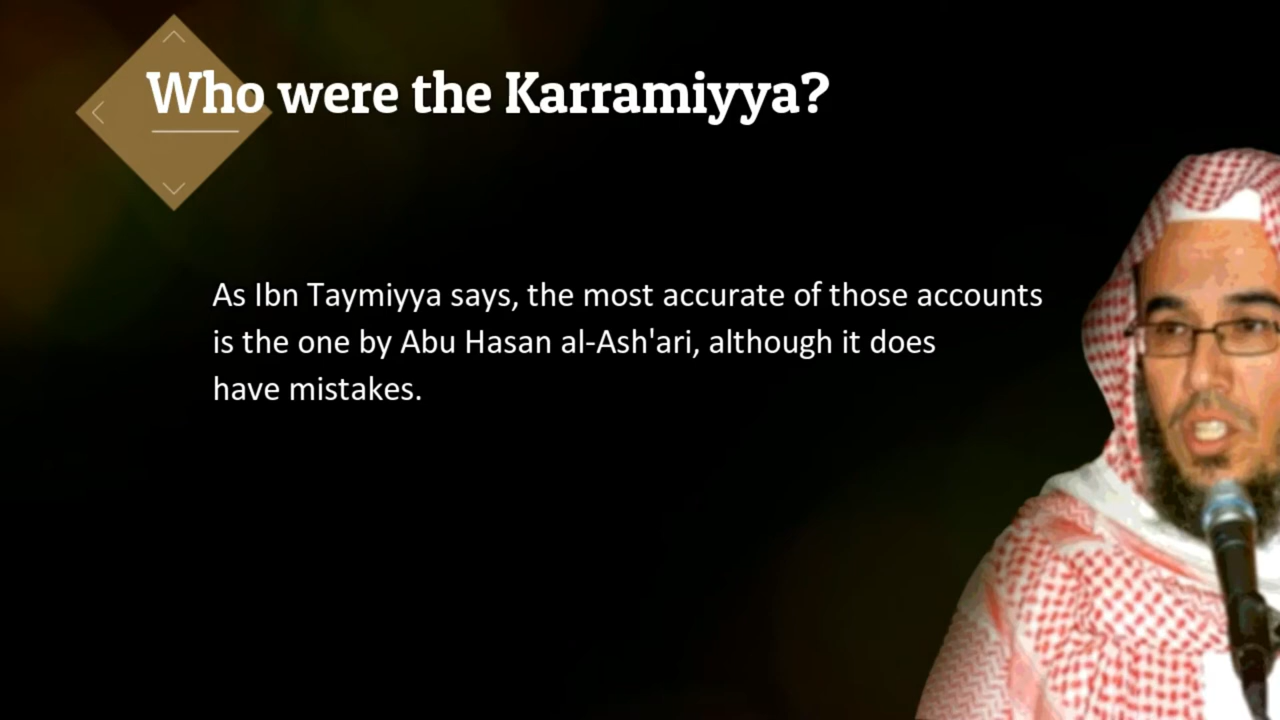 Who were the Karramiyya?
As Ibn Taymiyya says, the most accurate of those accounts
is the one by Abu Hasan al-Ash'ari, although it does
have mistakes.